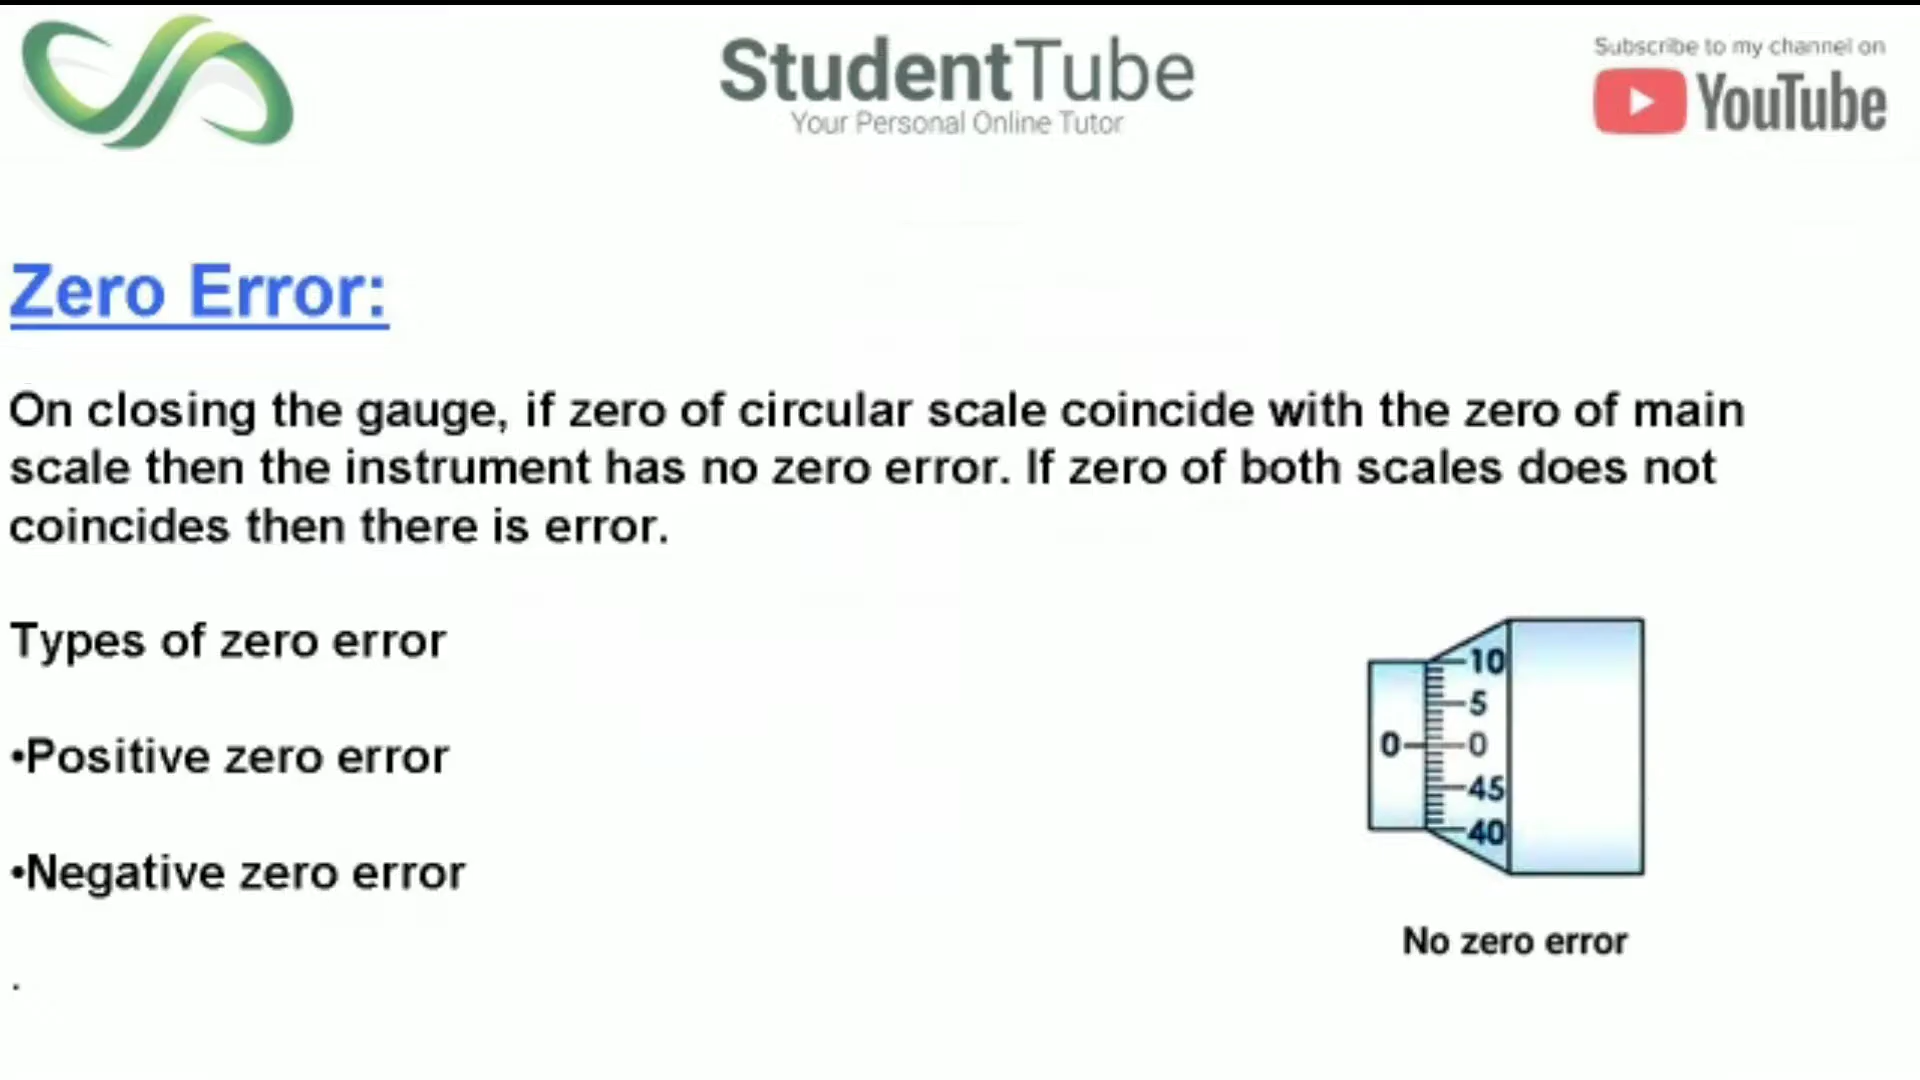 StudentTube
Your Personal Online Tutor
Subscribe to my channel on
YouTube
Zero Error:
On closing the gauge, if zero of circular scale coincide with the zero of main
scale then the instrument has no zero error. If zero of both scales does not
coincides then there is error.
Types of zero error
•Positive zero error
•Negative zero error
.
10
5
0 0
45
40
No zero error